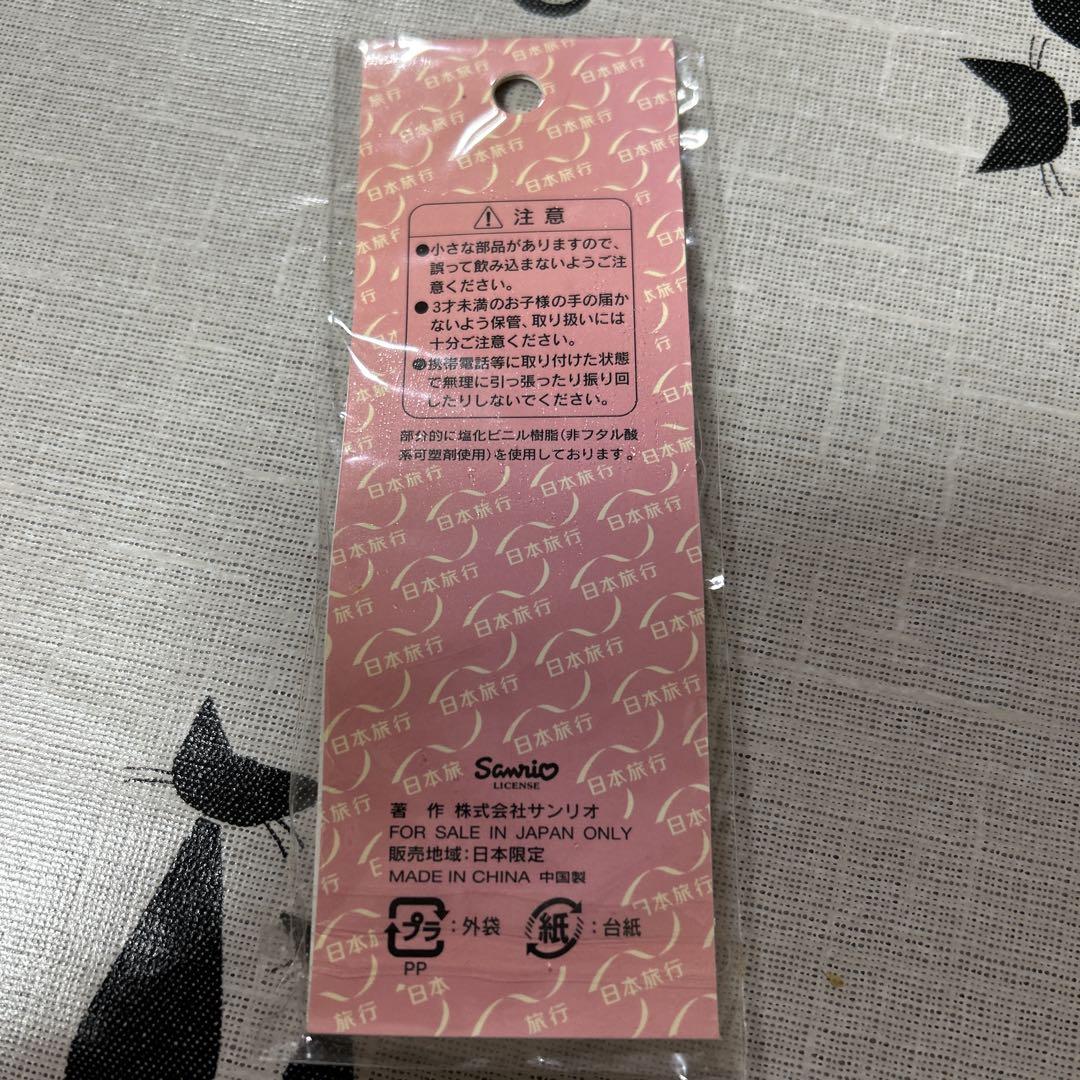 日本旅行
注意
●小さな部品がありますので、
誤って飲み込まないようご注
意ください。
●3才未満のお子様の手の届か
ないよう保管、取り扱いには
十分ご注意ください。
●携帯電話等に取り付けた状態
で無理に引っ張ったり振り回
したりしないでください。
部分的に塩化ビニル樹脂(非フタル酸
系可塑剤使用)を使用しております。
Sanrio
LICENSE
著 作 株式会社サンリオ
FOR SALE IN JAPAN ONLY
販売地域:日本限定
MADE IN CHINA 中国製
プラ:外袋 紙:台紙
PP